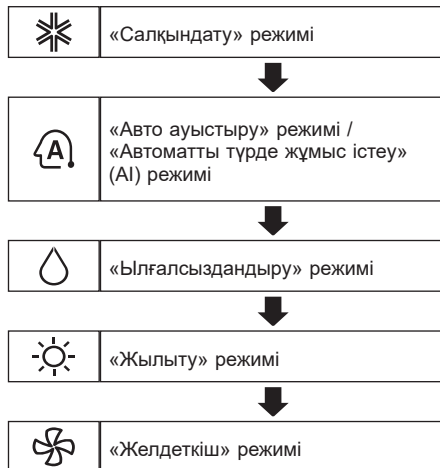 «Салқындату» режимі
A
«Авто ауыстыру» режимі /
«Автоматты түрде жұмыс істеу»
(AI) режимі
«Ылғалсыздандыру» режимі
«Жылыту» режимі
«Желдеткіш» режимі